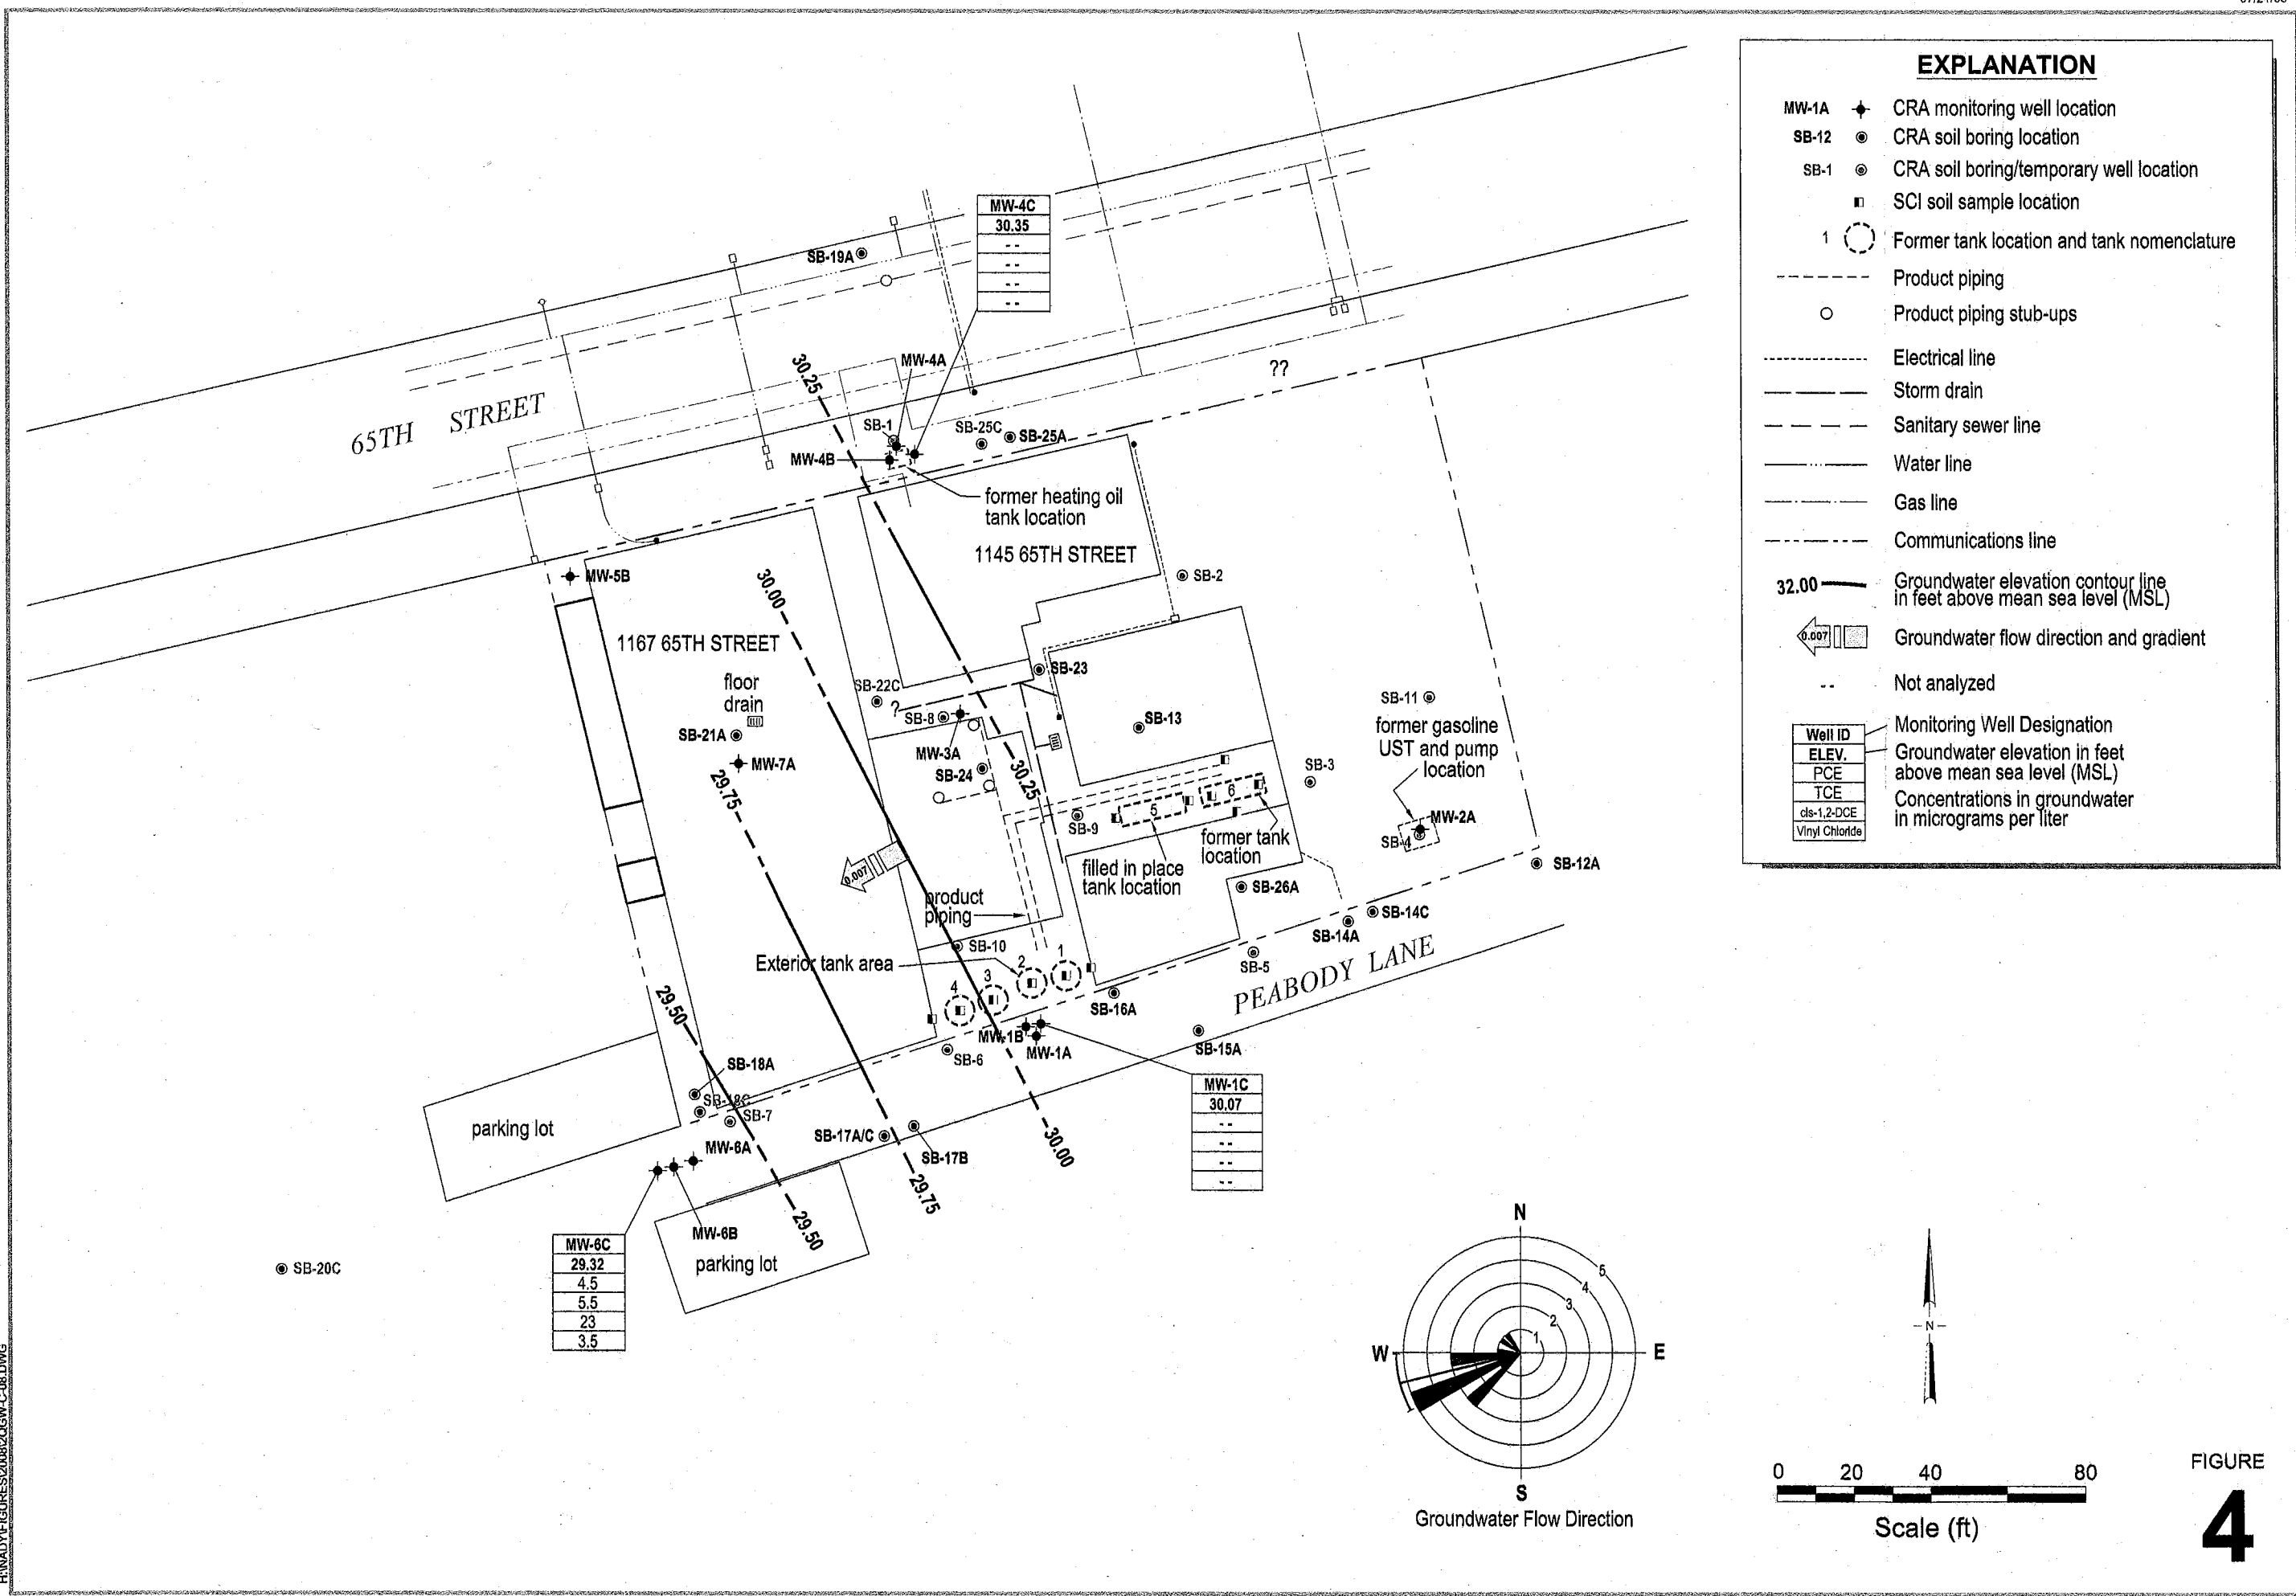 EXPLANATION
MW-1A CRA monitoring well location
SB-12 CRA soil boring location
SB-1 CRA soil boring/temporary well location
SCI soil sample location
1 Former tank location and tank nomenclature
Product piping
Product piping stub-ups
Electrical line
Storm drain
Sanitary sewer line
Water line
Gas line
Communications line
32.00 Groundwater elevation contour line
in feet above mean sea level (MSL)
0.007 Groundwater flow direction and gradient
- - Not analyzed
Well ID
ELEV.
PCE
TCE
cis-1,2-DCE
Vinyl Chloride
Monitoring Well Designation
Groundwater elevation in feet
above mean sea level (MSL)
Concentrations in groundwater
in micrograms per liter
MW-4C
30.35
- -
- -
- -
- -
SB-19A
65TH STREET
30.25
MW-4A
??
SB-1
SB-25C
SB-25A
MW-4B
former heating oil
tank location
1145 65TH STREET
MW-5B
30.00
SB-2
1167 65TH STREET
floor
drain
SB-23
SB-22C
?
SB-8
SB-13
SB-11
SB-21A
MW-3A
former gasoline
UST and pump
location
MW-7A
SB-24
29.75
30.25
SB-3
6
5
SB-9
MW-2A
SB-4
former tank
location
filled in place
tank location
SB-12A
0.007
SB-26A
product
piping
SB-14C
SB-14A
SB-10
Exterior tank area
1
2
3
4
SB-5
PEABODY LANE
29.50
SB-16A
MW-1B
MW-1A
SB-6
SB-15A
SB-18A
SB-18C
SB-7
MW-1C
30.07
- -
- -
- -
- -
parking lot
SB-17A/C
SB-17B
30.00
MW-6A
29.75
29.50
MW-6B
parking lot
MW-6C
29.32
4.5
5.5
23
3.5
SB-20C
N
5
4
3
2
1
W
E
S
Groundwater Flow Direction
N
0 20 40 80
Scale (ft)
FIGURE
4